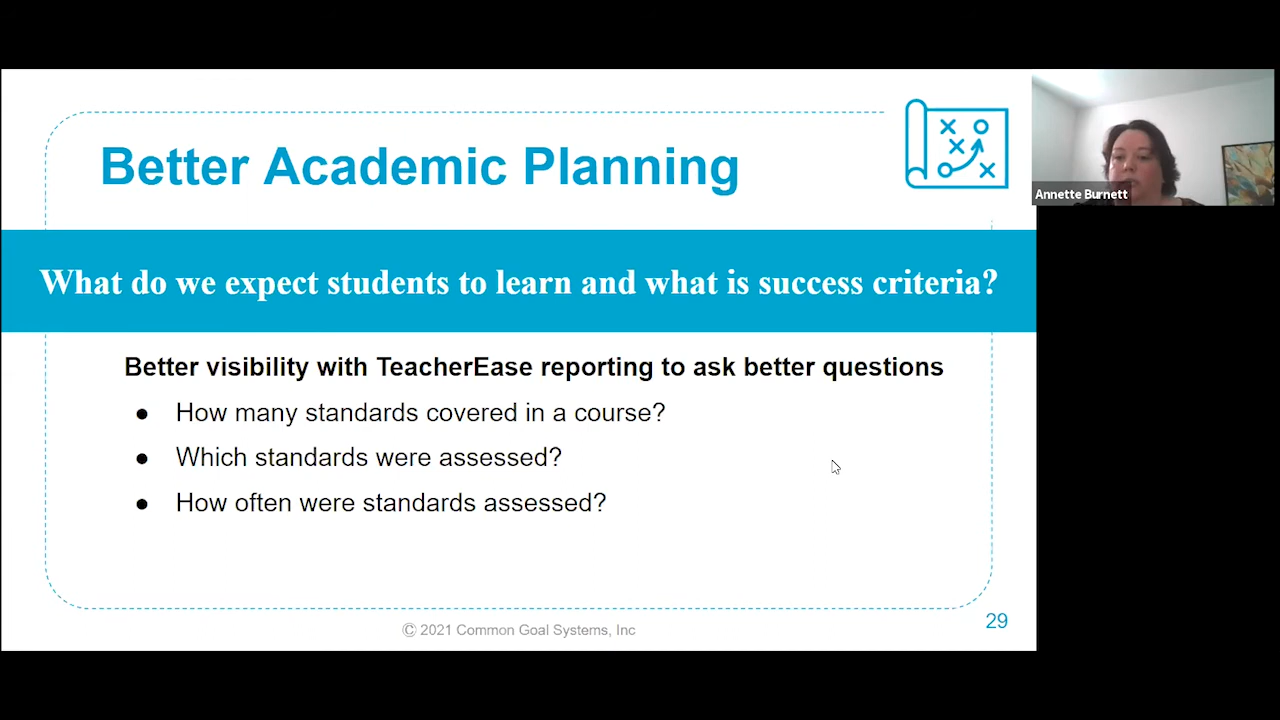 Better Academic Planning
Annette Burnett
What do we expect students to learn and what is success criteria?
Better visibility with TeacherEase reporting to ask better questions
● How many standards covered in a course?
● Which standards were assessed?
● How often were standards assessed?
© 2021 Common Goal Systems, Inc
29